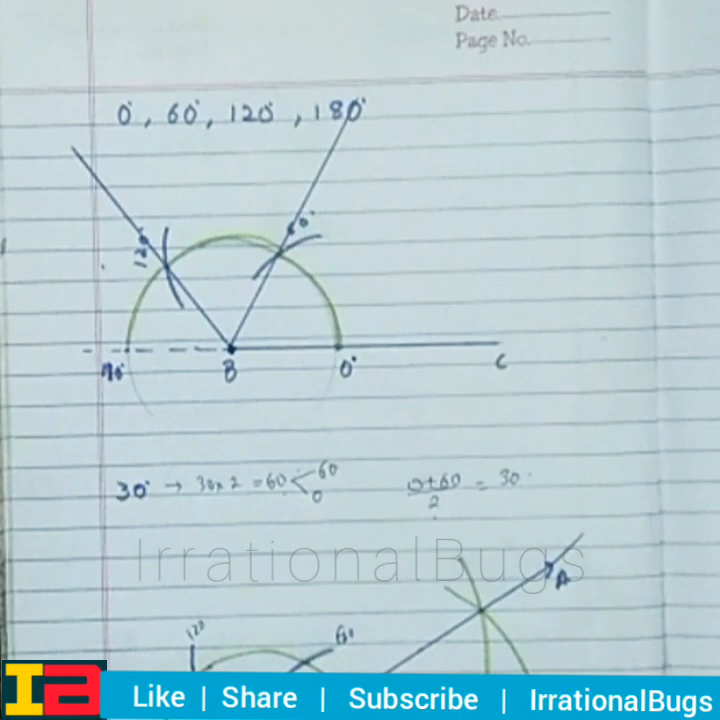 Date
Page No.
0°, 60°, 120°, 180°
60°
120
180°
B
0°
C
30° → 30×2 = 60 < 60
0
0+60
2
= 30
IrrationalBugs
A
120
60
Like | Share | Subscribe | IrrationalBugs